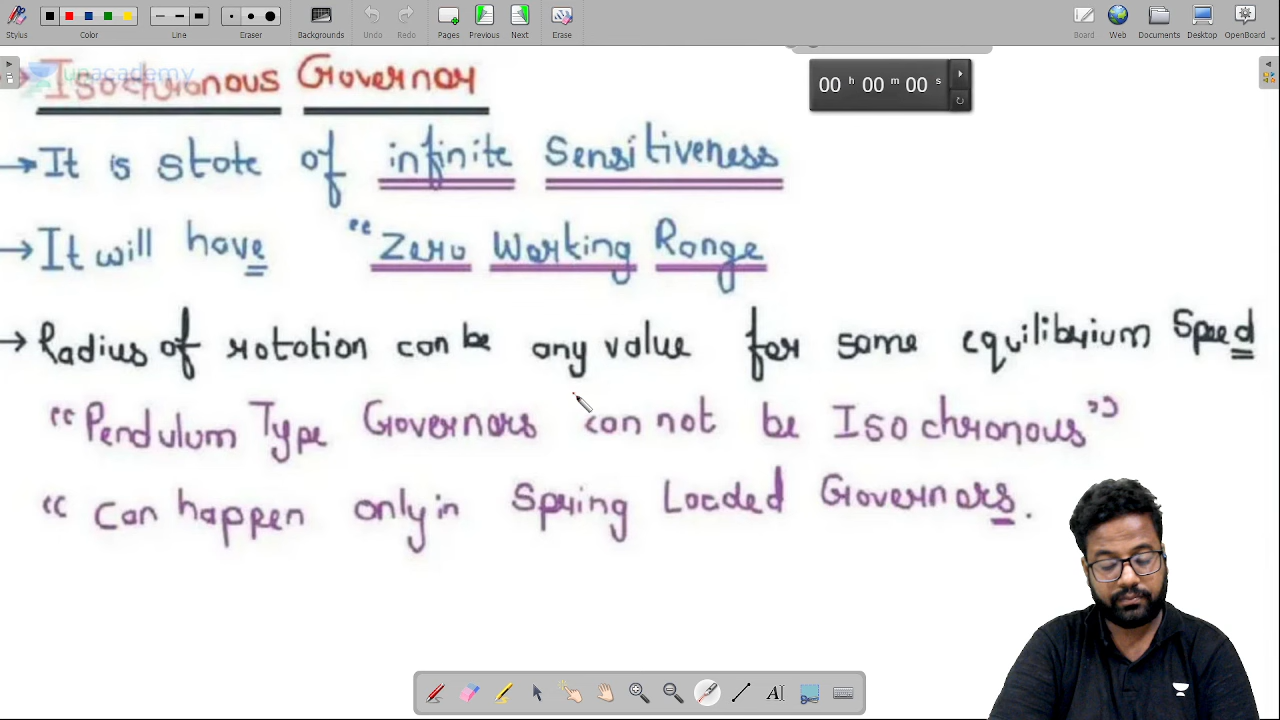 Stylus
Color
Line
Eraser
Backgrounds
Undo
Redo
Pages
Previous
Next
Erase
Board
Web
Documents
Desktop
OpenBoard
unacademy
00 h 00 m 00 s
→ Isochronous Governor
→ It is state of infinite Sensitiveness
→ It will have "Zero Working Range
→ Radius of rotation can be any value for same equilibrium Speed
"Pendulum Type Governors can not be Isochronous"
"Can happen only in Spring Loaded Governors.